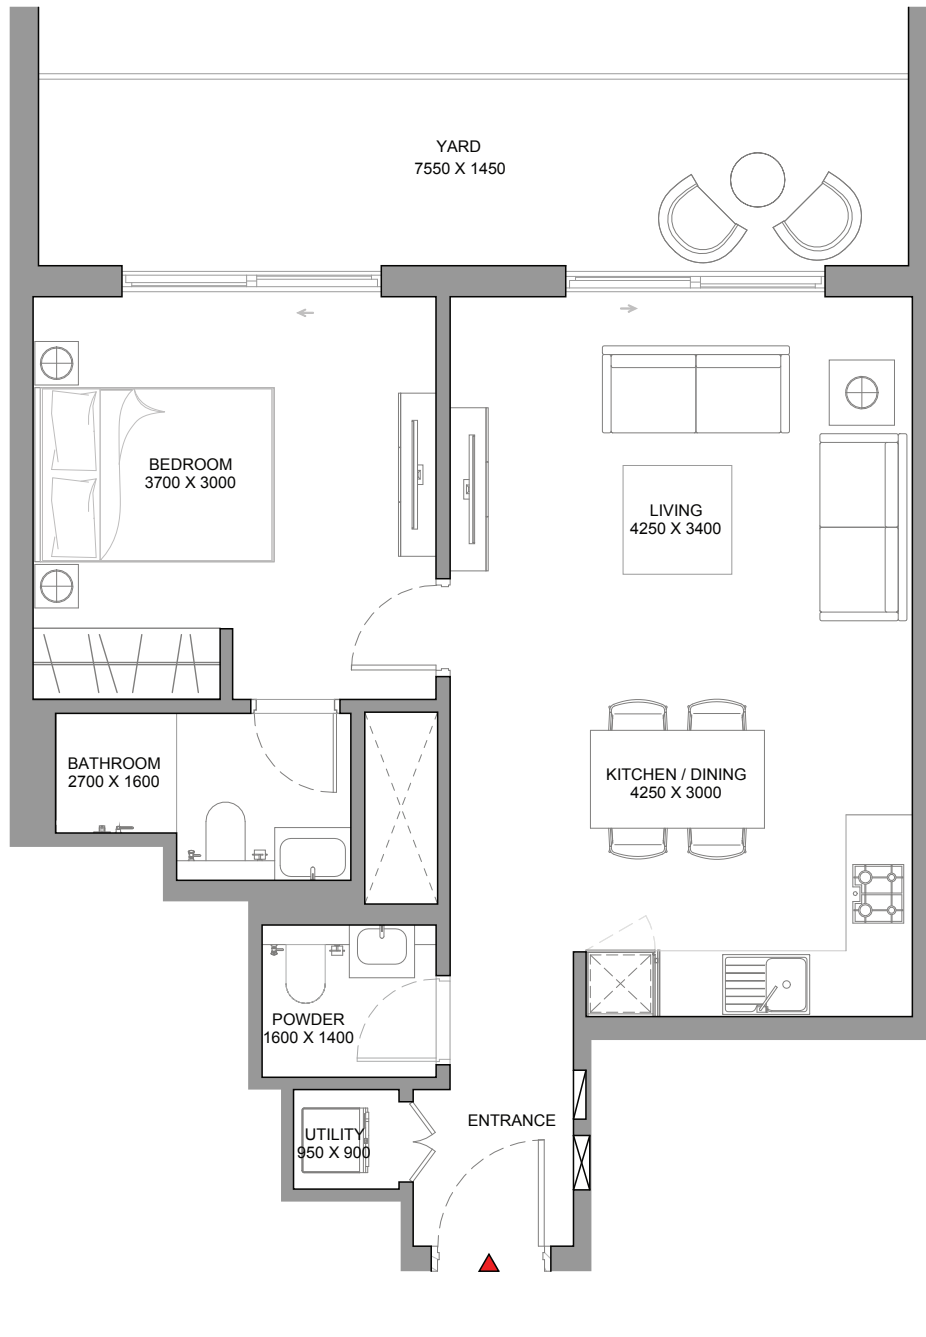 YARD
7550 X 1450
BEDROOM
3700 X 3000
LIVING
4250 X 3400
BATHROOM
2700 X 1600
KITCHEN / DINING
4250 X 3000
POWDER
1600 X 1400
UTILITY
950 X 900
ENTRANCE